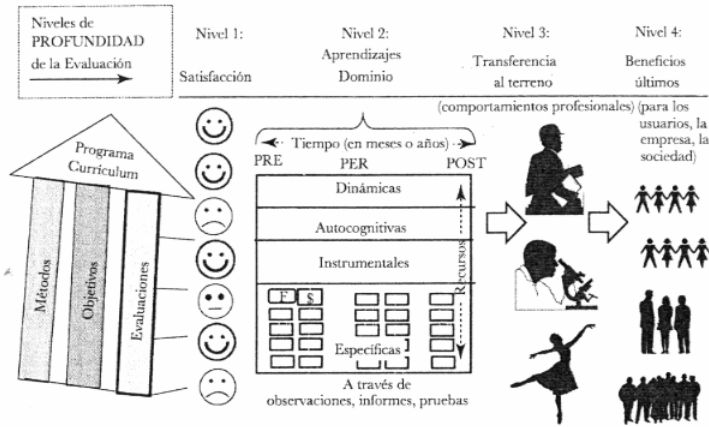 Niveles de
PROFUNDIDAD
de la Evaluación
Nivel 1:
Satisfacción
Nivel 2:
Aprendizajes
Dominio
Nivel 3:
Transferencia
al terreno
Nivel 4:
Beneficios
últimos
(comportamientos profesionales)
(para los
usuarios, la
empresa, la
sociedad)
Programa
Curriculum
Métodos
Objetivos
Evaluaciones
Tiempo (en meses o años)
PRE PER POST
Dinámicas
Autocognitivas
Instrumentales
Recursos
F $
Específicas
A través de
observaciones, informes, pruebas